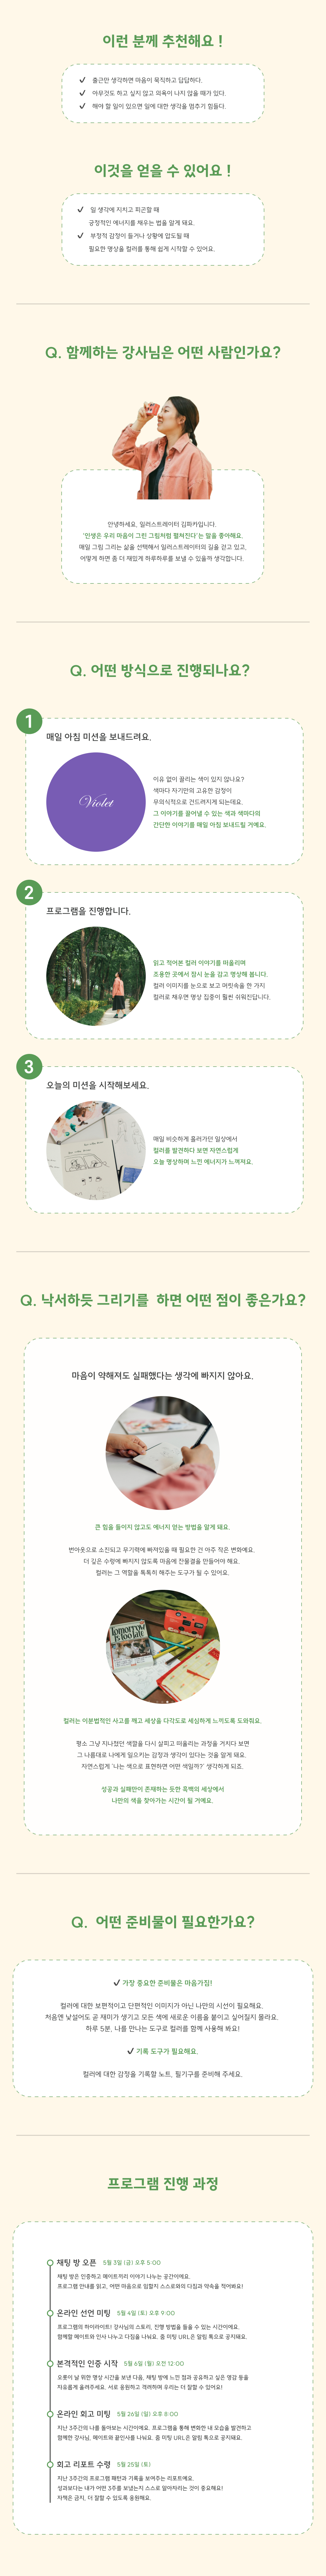 이런 분께 추천해요 !
✓ 출근만 생각하면 마음이 묵직하고 답답하다.
✓ 아무것도 하고 싶지 않고 의욕이 나지 않을 때가 있다.
✓ 해야 할 일이 있으면 일에 대한 생각을 멈추기 힘들다.
이것을 얻을 수 있어요 !
✓ 일 생각에 지치고 피곤할 때
긍정적인 에너지를 채우는 법을 알게 돼요.
✓ 부정적 감정이 들거나 상황에 압도될 때
필요한 명상을 컬러를 통해 쉽게 시작할 수 있어요.
Q. 함께하는 강사님은 어떤 사람인가요?
안녕하세요, 일러스트레이터 김파카입니다.
'인생은 우리 마음이 그린 그림처럼 펼쳐진다'는 말을 좋아해요.
매일 그림 그리는 삶을 선택해서 일러스트레이터의 길을 걷고 있고,
어떻게 하면 좀 더 재밌게 하루하루를 보낼 수 있을까 생각합니다.
Q. 어떤 방식으로 진행되나요?
1
매일 아침 미션을 보내드려요.
Violet
이유 없이 끌리는 색이 있지 않나요?
색마다 자기만의 고유한 감정이
무의식적으로 건드려지게 되는데요.
그 이야기를 끌어낼 수 있는 색과 색마다의
간단한 이야기를 매일 아침 보내드릴 거예요.
2
프로그램을 진행합니다.
읽고 적어본 컬러 이야기를 떠올리며
조용한 곳에서 잠시 눈을 감고 명상해 봅니다.
컬러 이미지를 눈으로 보고 머릿속을 한 가지
컬러로 채우면 명상 집중이 훨씬 쉬워진답니다.
3
오늘의 미션을 시작해보세요.
매일 비슷하게 흘러가던 일상에서
컬러를 발견하다 보면 자연스럽게
오늘 명상하며 느낀 에너지가 느껴져요.
Q. 낙서하듯 그리기를 하면 어떤 점이 좋은가요?
마음이 약해져도 실패했다는 생각에 빠지지 않아요.
큰 힘을 들이지 않고도 에너지 얻는 방법을 알게 돼요.
번아웃으로 소진되고 무기력에 빠져있을 때 필요한 건 아주 작은 변화예요.
더 깊은 수렁에 빠지지 않도록 마음에 찬물결을 만들어야 해요.
컬러는 그 역할을 톡톡히 해주는 도구가 될 수 있어요.
TOMORROW
is TOO late
컬러는 이분법적인 사고를 깨고 세상을 다각도로 세심하게 느끼도록 도와줘요.
평소 그냥 지나쳤던 색깔을 다시 살피고 떠올리는 과정을 거치다 보면
그 나름대로 나에게 일으키는 감정과 생각이 있다는 것을 알게 돼요.
자연스럽게 '나는 색으로 표현하면 어떤 색일까?' 생각하게 되죠.
성공과 실패만이 존재하는 듯한 흑백의 세상에서
나만의 색을 찾아가는 시간이 될 거예요.
Q. 어떤 준비물이 필요한가요?
✓ 가장 중요한 준비물은 마음가짐!
컬러에 대한 보편적이고 단편적인 이미지가 아닌 나만의 시선이 필요해요.
처음엔 낯설어도 곧 재미가 생기고 모든 색에 새로운 이름을 붙이고 싶어질지 몰라요.
하루 5분, 나를 만나는 도구로 컬러를 함께 사용해 봐요!
✓ 기록 도구가 필요해요.
컬러에 대한 감정을 기록할 노트, 필기구를 준비해 주세요.
프로그램 진행 과정
채팅 방 오픈 5월 3일 (금) 오후 5:00
채팅 방은 인증하고 메이트끼리 이야기 나누는 공간이에요.
프로그램 안내를 읽고, 어떤 마음으로 임할지 스스로와의 다짐과 약속을 적어봐요!
온라인 선언 미팅 5월 4일 (토) 오후 9:00
프로그램의 하이라이트! 강사님의 스토리, 진행 방법을 들을 수 있는 시간이에요.
함께할 메이트와 인사 나누고 다짐을 나눠요. 줌 미팅 URL은 알림 톡으로 공지돼요.
본격적인 인증 시작 5월 6일 (월) 오전 12:00
오롯이 날 위한 명상 시간을 보낸 다음, 채팅 방에 느낀 점과 공유하고 싶은 영감 등을
자유롭게 올려주세요. 서로 응원하고 격려하며 우리는 더 잘할 수 있어요!
온라인 회고 미팅 5월 26일 (일) 오후 8:00
지난 3주간의 나를 돌아보는 시간이에요. 프로그램을 통해 변화한 내 모습을 발견하고
함께한 강사님, 메이트와 끝인사를 나눠요. 줌 미팅 URL은 알림 톡으로 공지돼요.
회고 리포트 수령 5월 25일 (토)
지난 3주간의 프로그램 패턴과 기록을 보여주는 리포트예요.
성과보다는 내가 어떤 3주를 보냈는지 스스로 알아차리는 것이 중요해요!
자책은 금지, 더 잘할 수 있도록 응원해요.